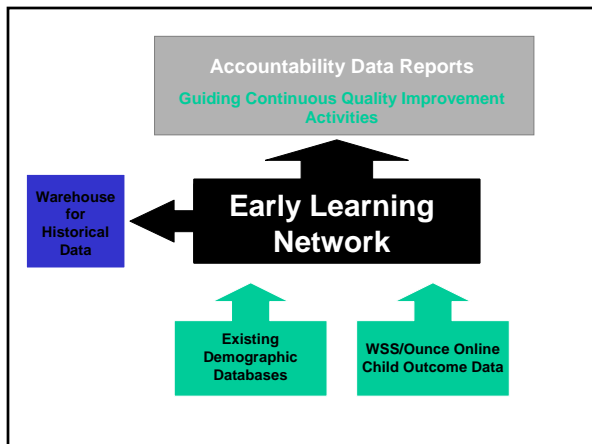 Accountability Data Reports
Guiding Continuous Quality Improvement
Activities
Warehouse
for
Historical
Data
Early Learning
Network
Existing
Demographic
Databases
WSS/Ounce Online
Child Outcome Data